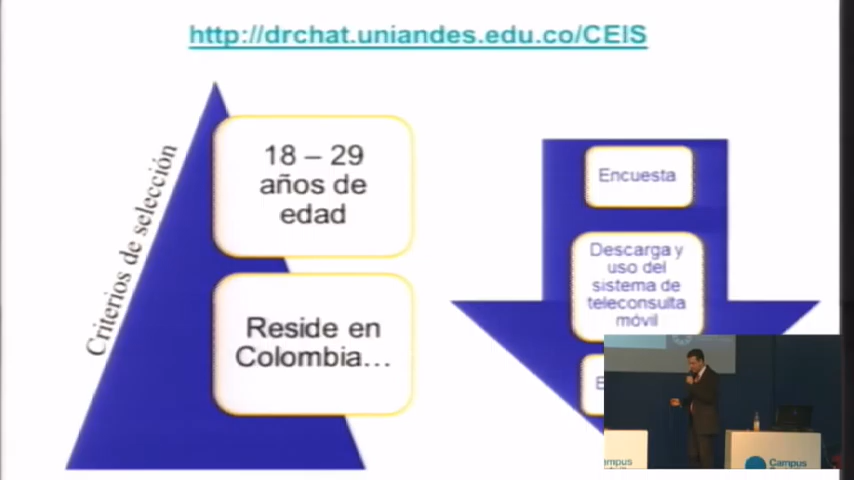 http://drchat.uniandes.edu.co/CEIS
Criterios de selección
18 – 29
años de
edad
Reside en
Colombia...
Encuesta
Descarga y
uso del
sistema de
teleconsulta
móvil
E
mpus
Campus